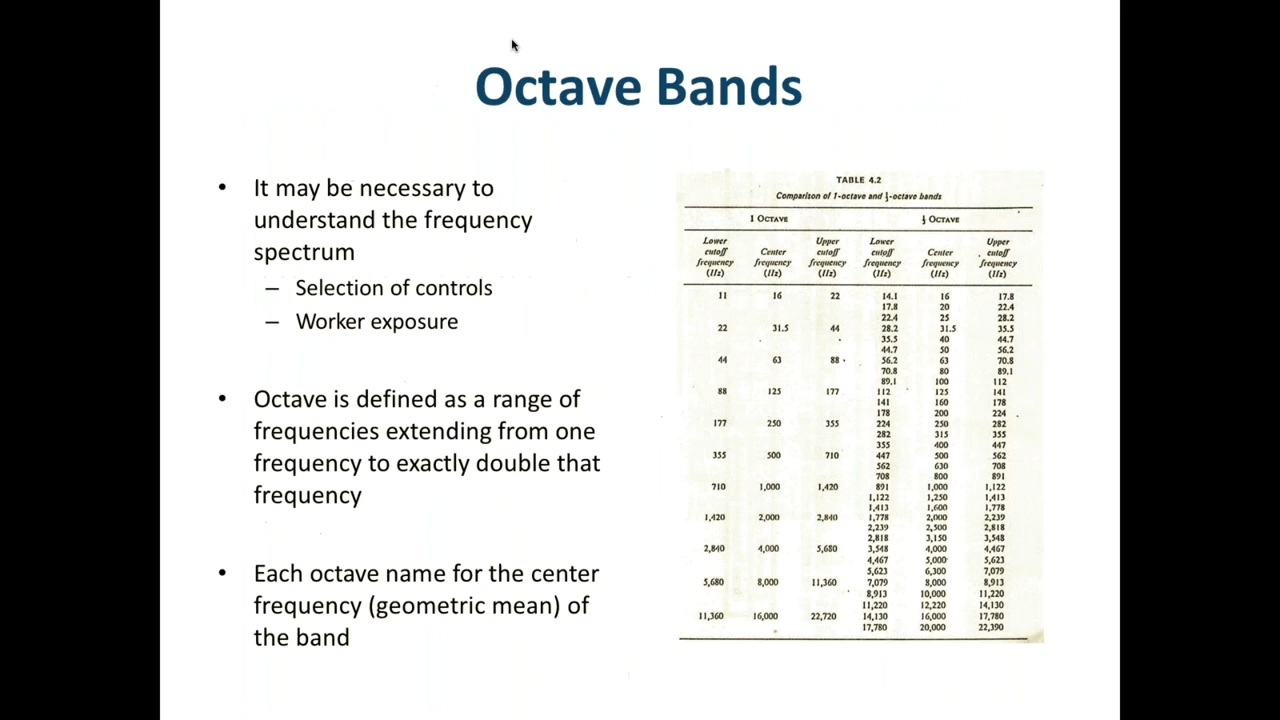 Octave Bands
• It may be necessary to
understand the frequency
spectrum
– Selection of controls
– Worker exposure
• Octave is defined as a range of
frequencies extending from one
frequency to exactly double that
frequency
• Each octave name for the center
frequency (geometric mean) of
the band
TABLE 4.2
Comparison of 1-octave and ⅓-octave bands
1 OCTAVE ⅓ OCTAVE
Lower Upper Lower Upper
cutoff Center cutoff cutoff Center cutoff
frequency frequency frequency frequency frequency frequency
(Hz) (Hz) (Hz) (Hz) (Hz) (Hz)
11 16 22 14.1 16 17.8
17.8 20 22.4
22.4 25 28.2
22 31.5 44 28.2 31.5 35.5
35.5 40 44.7
44.7 50 56.2
44 63 88 56.2 63 70.8
70.8 80 89.1
89.1 100 112
88 125 177 112 125 141
141 160 178
178 200 224
177 250 355 224 250 282
282 315 355
355 400 447
355 500 710 447 500 562
562 630 708
708 800 891
710 1,000 1,420 891 1,000 1,122
1,122 1,250 1,413
1,413 1,600 1,778
1,420 2,000 2,840 1,778 2,000 2,239
2,239 2,500 2,818
2,818 3,150 3,548
2,840 4,000 5,680 3,548 4,000 4,467
4,467 5,000 5,623
5,623 6,300 7,079
5,680 8,000 11,360 7,079 8,000 8,913
8,913 10,000 11,220
11,220 12,220 14,130
11,360 16,000 22,720 14,130 16,000 17,780
17,780 20,000 22,390